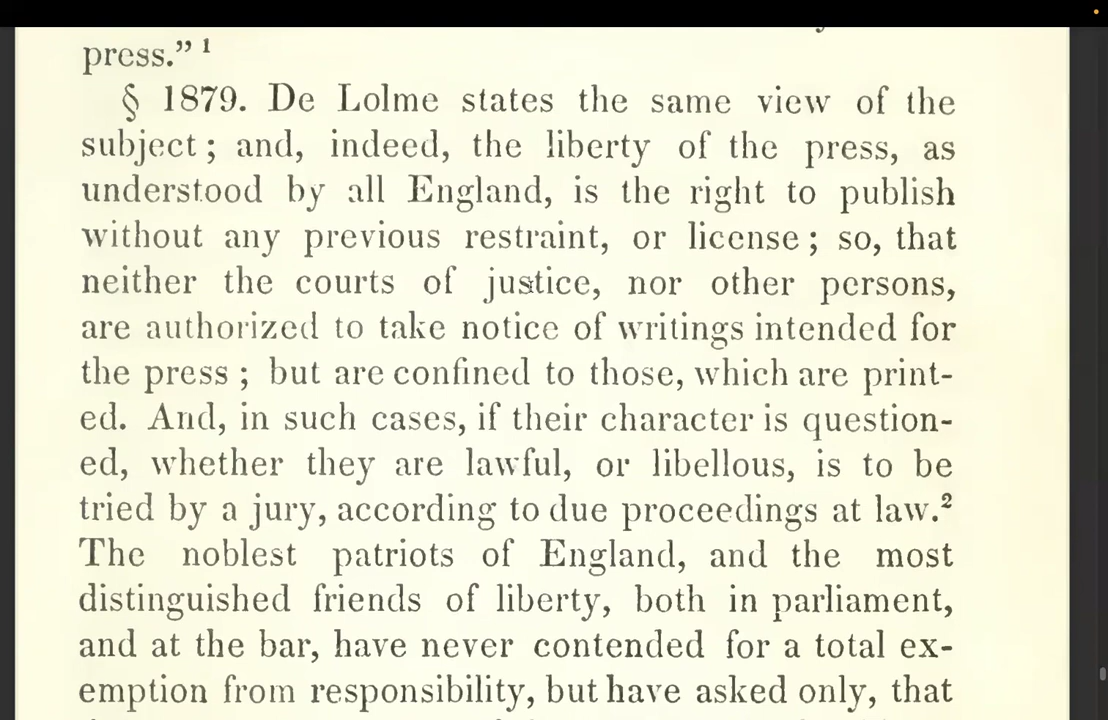 press.” 1
§ 1879. De Lolme states the same view of the
subject ; and, indeed, the liberty of the press, as
understood by all England, is the right to publish
without any previous restraint, or license ; so, that
neither the courts of justice, nor other persons,
are authorized to take notice of writings intended for
the press ; but are confined to those, which are print-
ed. And, in such cases, if their character is question-
ed, whether they are lawful, or libellous, is to be
tried by a jury, according to due proceedings at law.2
The noblest patriots of England, and the most
distinguished friends of liberty, both in parliament,
and at the bar, have never contended for a total ex-
emption from responsibility, but have asked only, that